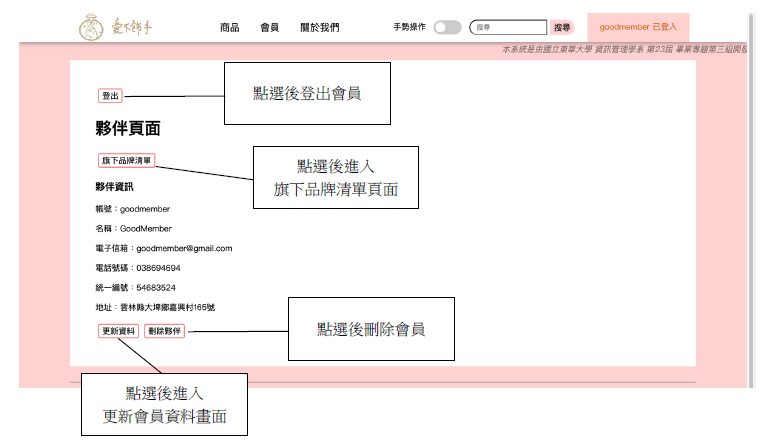 愛不飾手 商品 會員 關於我們 手勢操作 搜尋 搜尋 goodmember 已登入
本系統是由國立東華大學 資訊管理學系 第23屆 畢業專題第三組開發
登出
點選後登出會員
夥伴頁面
旗下品牌清單
點選後進入
旗下品牌清單頁面
夥伴資訊
帳號：goodmember
名稱：GoodMember
電子信箱：goodmember@gmail.com
電話號碼：038694694
統一編號：54683524
地址：雲林縣大埤鄉嘉興村165號
更新資料 刪除夥伴
點選後刪除會員
點選後進入
更新會員資料畫面